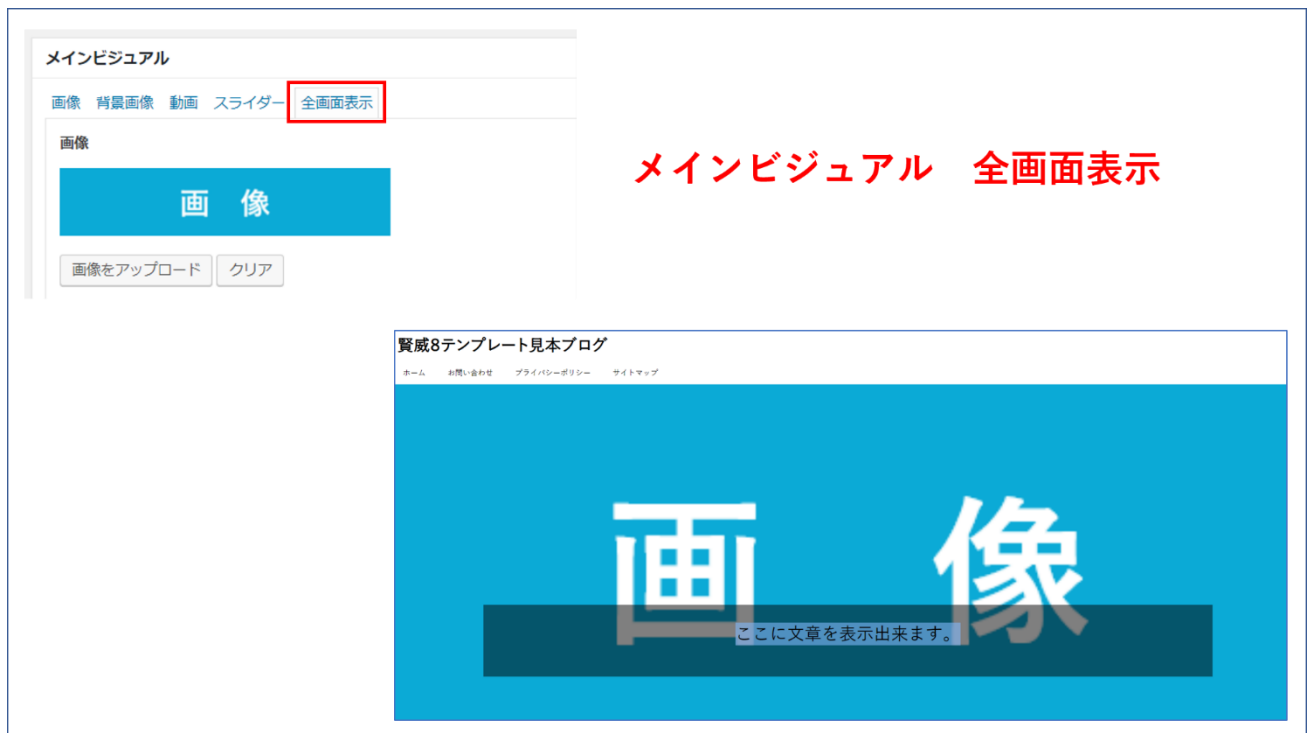 メインビジュアル
画像 背景画像 動画 スライダー 全画面表示
画像
画 像
画像をアップロード クリア
メインビジュアル 全画面表示
賢威8テンプレート見本ブログ
ホーム お問い合わせ プライバシーポリシー サイトマップ
画 像
ここに文章を表示出来ます。